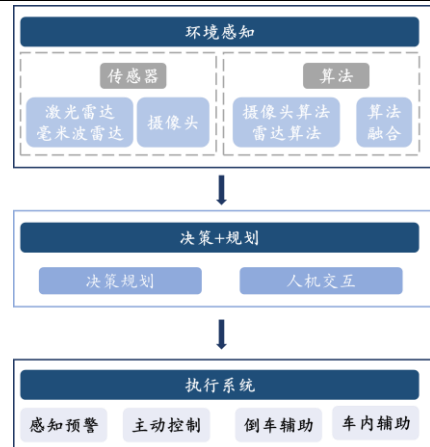 环境感知
传感器
算法
激光雷达
毫米波雷达
摄像头
摄像头算法
雷达算法
算法
融合
决策+规划
决策规划
人机交互
执行系统
感知预警
主动控制
倒车辅助
车内辅助